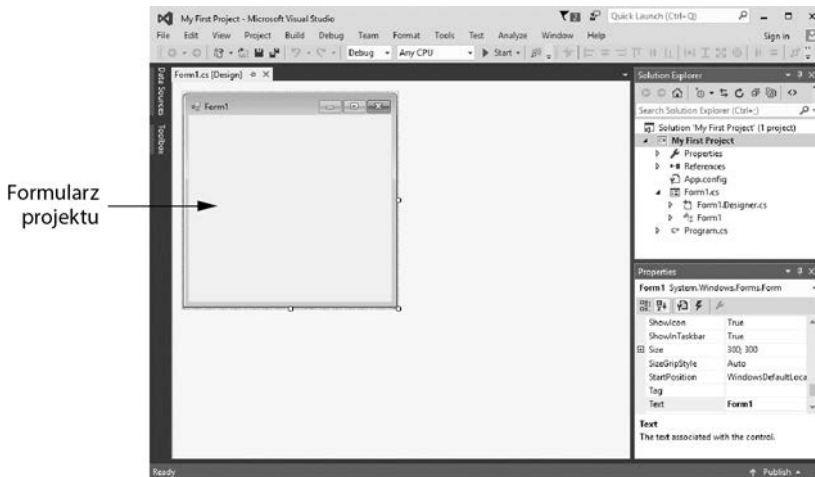 My First Project - Microsoft Visual Studio
Quick Launch (Ctrl+Q)
File Edit View Project Build Debug Team Format Tools Test Analyze Window Help
Sign in
Debug Any CPU Start
Data Sources
Toolbox
Form1.cs [Design]
Form1
Formularz
projektu
Solution Explorer
Search Solution Explorer (Ctrl+;)
Solution 'My First Project' (1 project)
My First Project
Properties
References
App.config
Form1.cs
Form1.Designer.cs
Form1
Program.cs
Properties
Form1 System.Windows.Forms.Form
ShowIcon True
ShowInTaskbar True
Size 300; 300
SizeGripStyle Auto
StartPosition WindowsDefaultLoca
Tag
Text Form1
Text
The text associated with the control.
Ready
Publish